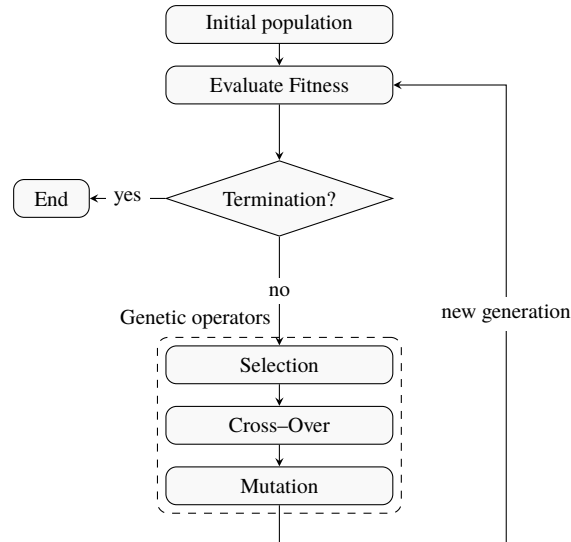 Initial population
Evaluate Fitness
Termination?
yes
End
no
Genetic operators
new generation
Selection
Cross–Over
Mutation